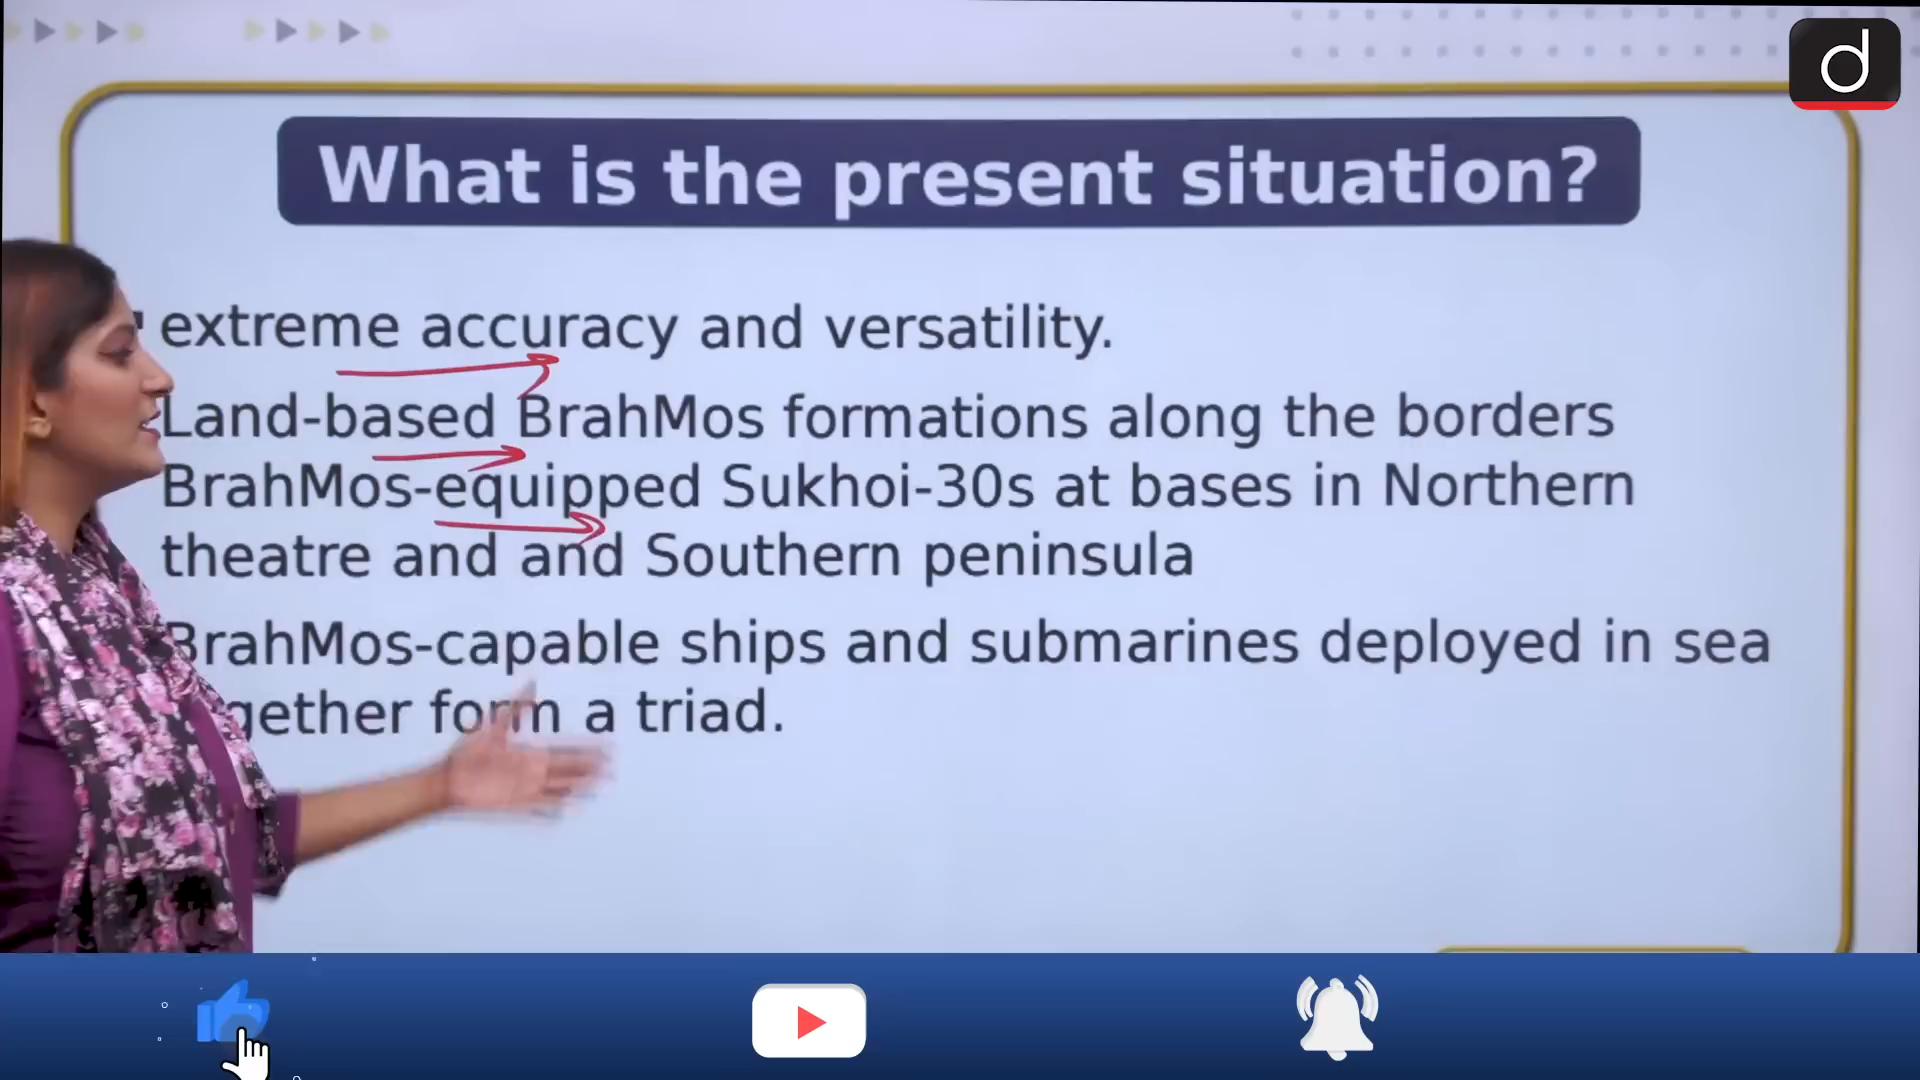 d
What is the present situation?
extreme accuracy and versatility.
Land-based BrahMos formations along the borders
BrahMos-equipped Sukhoi-30s at bases in Northern
theatre and and Southern peninsula
BrahMos-capable ships and submarines deployed in sea
form a triad.